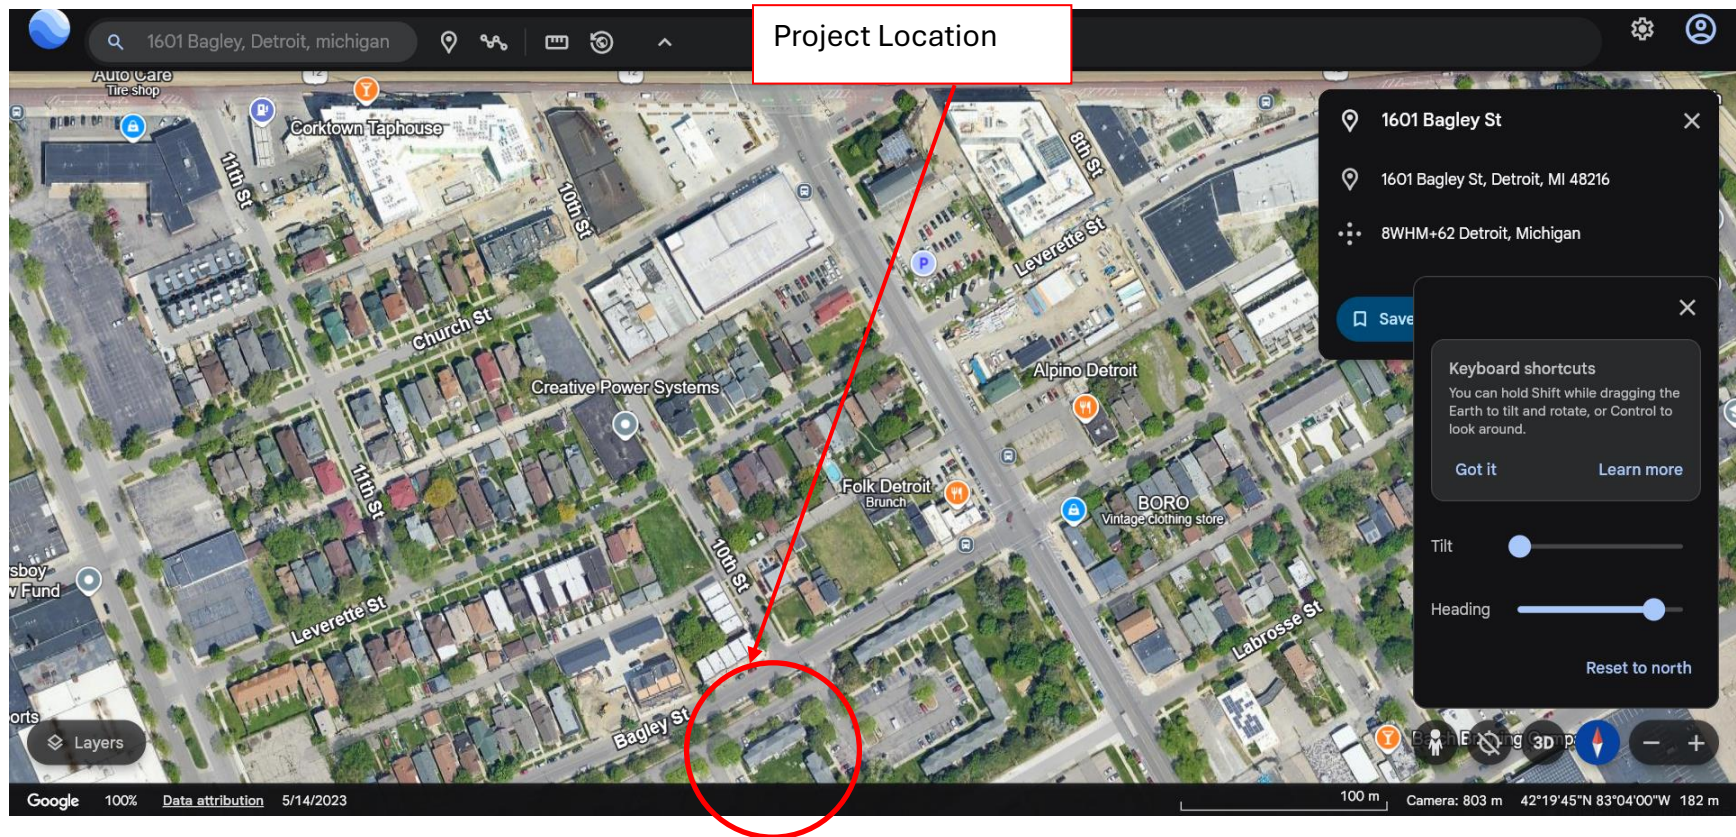 Project Location
1601 Bagley, Detroit, michigan
Auto Care
Tire shop
12
12
Corktown Taphouse
11th St
10th St
8th St
Leverette St
P
Church St
Creative Power Systems
Alpino Detroit
11th St
Folk Detroit
Brunch
BORO
Vintage clothing store
10th St
sboy
v Fund
Leverette St
Labrosse St
Bagley St
orts
Layers
1601 Bagley St
1601 Bagley St, Detroit, MI 48216
8WHM+62 Detroit, Michigan
Save
Keyboard shortcuts
You can hold Shift while dragging the
Earth to tilt and rotate, or Control to
look around.
Got it
Learn more
Tilt
Heading
Reset to north
3D
Google
100%
Data attribution
5/14/2023
100 m
Camera: 803 m
42°19'45"N 83°04'00"W
182 m